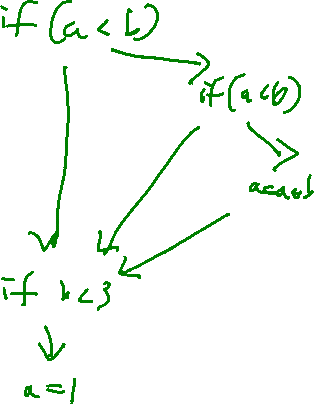 if (a < b)
if (a < b)
if b < 3
a = 1